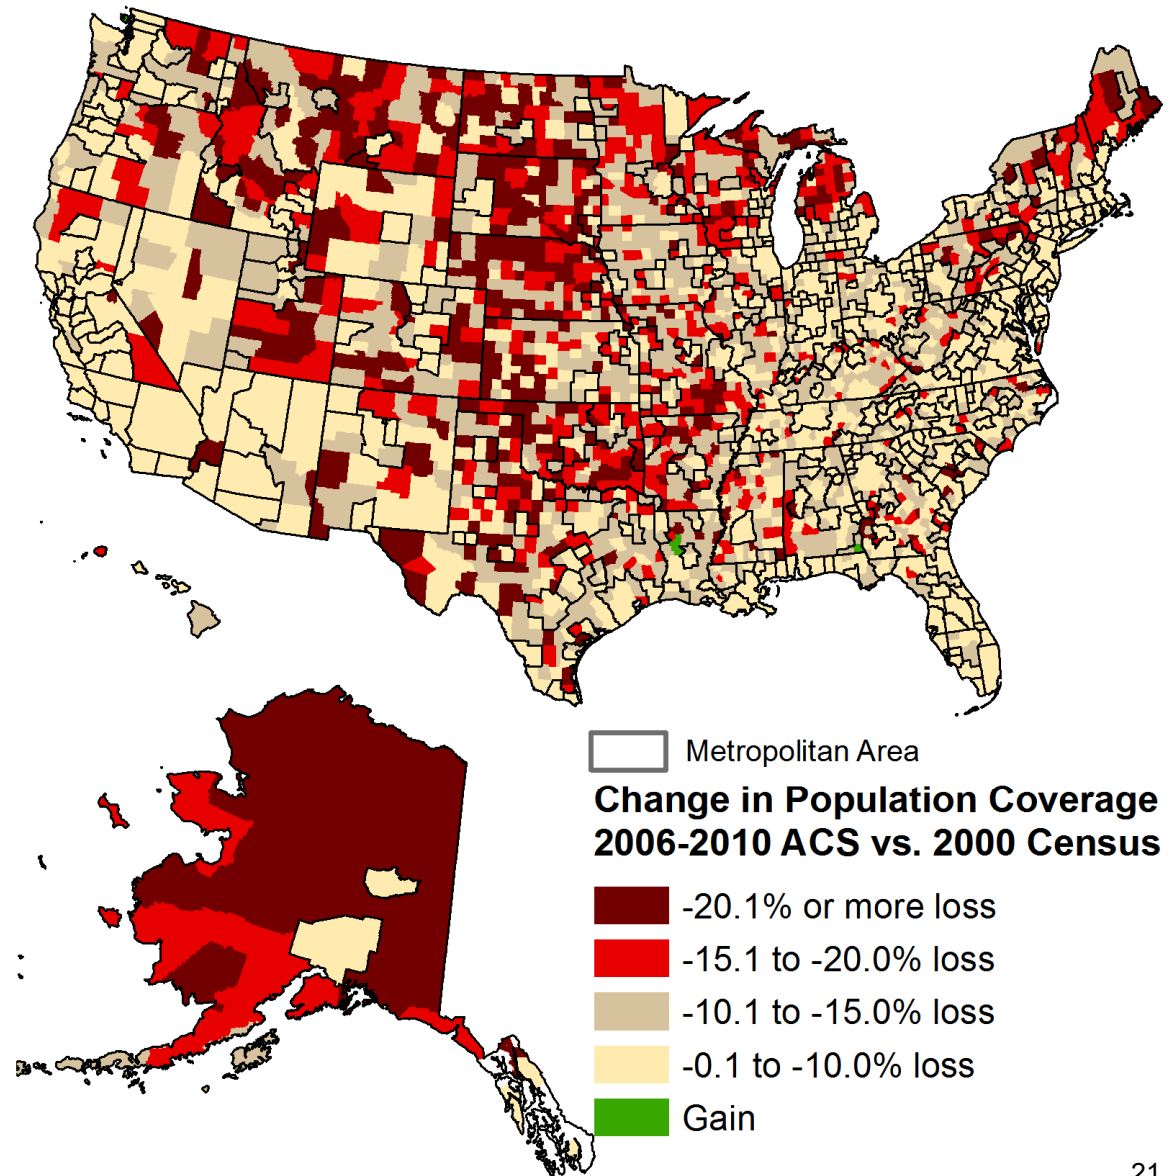 Metropolitan Area
Change in Population Coverage
2006-2010 ACS vs. 2000 Census
-20.1% or more loss
-15.1 to -20.0% loss
-10.1 to -15.0% loss
-0.1 to -10.0% loss
Gain
21